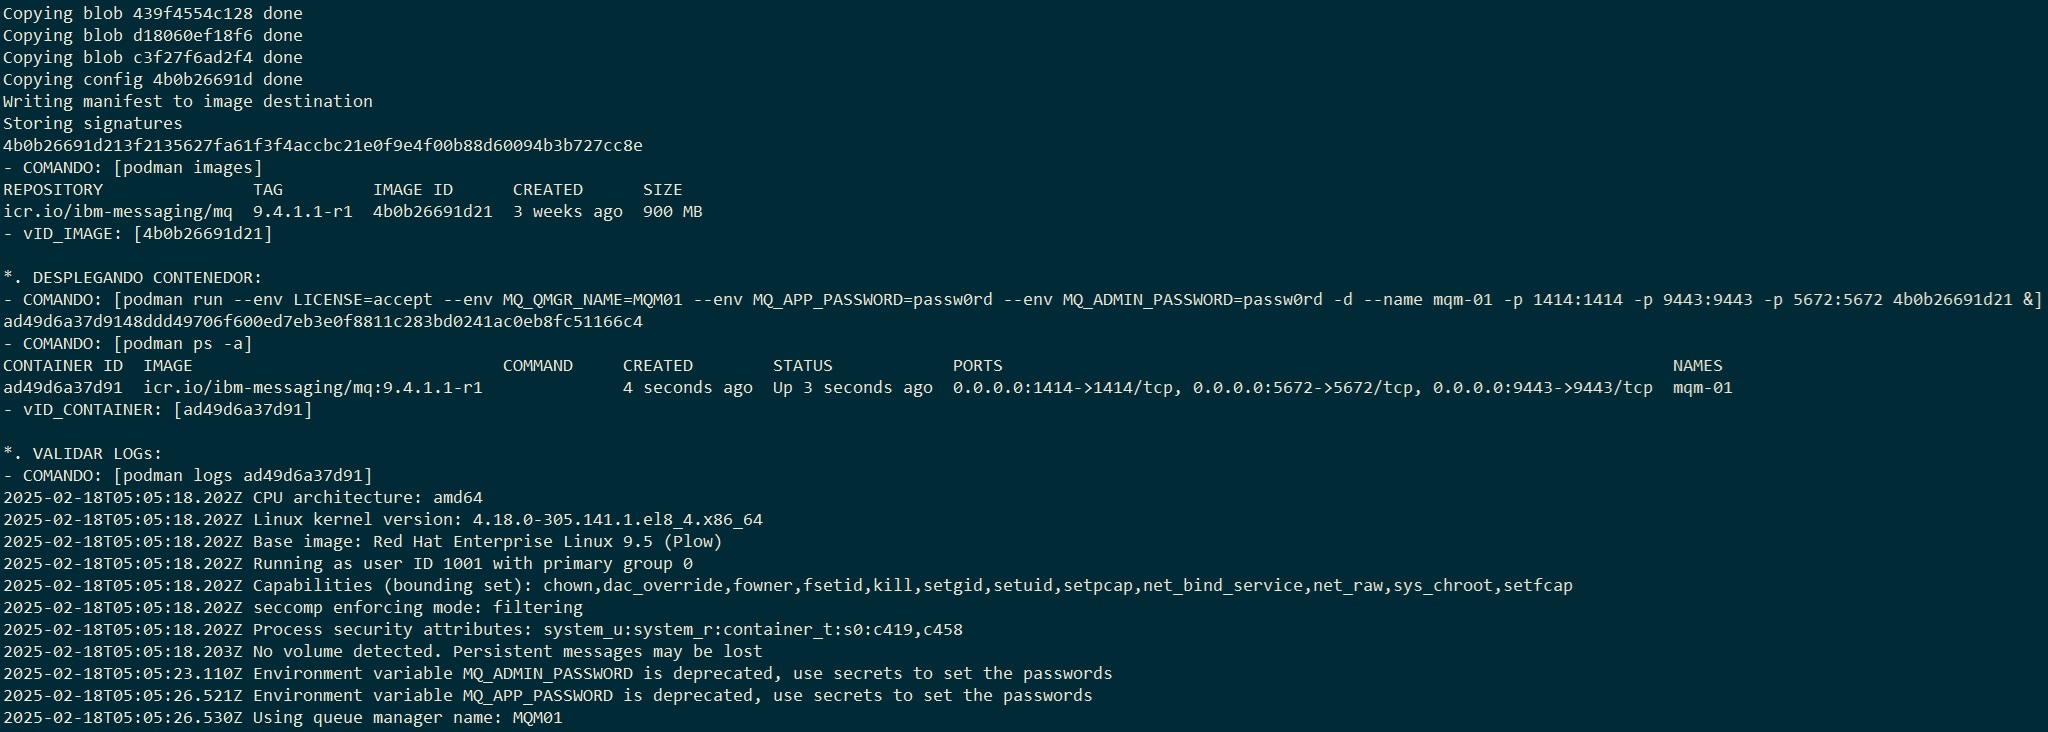 Copying blob 439f4554c128 done
Copying blob d18060ef18f6 done
Copying blob c3f27f6ad2f4 done
Copying config 4b0b26691d done
Writing manifest to image destination
Storing signatures
4b0b26691d213f2135627fa61f3f4accbc21e0f9e4f00b88d60094b3b727cc8e
- COMANDO: [podman images]
REPOSITORY               TAG         IMAGE ID      CREATED      SIZE
icr.io/ibm-messaging/mq  9.4.1.1-r1  4b0b26691d21  3 weeks ago  900 MB
- vID_IMAGE: [4b0b26691d21]

*. DESPLEGANDO CONTENEDOR:
- COMANDO: [podman run --env LICENSE=accept --env MQ_QMGR_NAME=MQM01 --env MQ_APP_PASSWORD=passw0rd --env MQ_ADMIN_PASSWORD=passw0rd -d --name mqm-01 -p 1414:1414 -p 9443:9443 -p 5672:5672 4b0b26691d21 &]
ad49d6a37d9148ddd49706f600ed7eb3e0f8811c283bd0241ac0eb8fc51166c4
- COMANDO: [podman ps -a]
CONTAINER ID  IMAGE                               COMMAND     CREATED        STATUS          PORTS                                                                   NAMES
ad49d6a37d91  icr.io/ibm-messaging/mq:9.4.1.1-r1              4 seconds ago  Up 3 seconds ago  0.0.0.0:1414->1414/tcp, 0.0.0.0:5672->5672/tcp, 0.0.0.0:9443->9443/tcp  mqm-01
- vID_CONTAINER: [ad49d6a37d91]

*. VALIDAR LOGs:
- COMANDO: [podman logs ad49d6a37d91]
2025-02-18T05:05:18.202Z CPU architecture: amd64
2025-02-18T05:05:18.202Z Linux kernel version: 4.18.0-305.141.1.el8_4.x86_64
2025-02-18T05:05:18.202Z Base image: Red Hat Enterprise Linux 9.5 (Plow)
2025-02-18T05:05:18.202Z Running as user ID 1001 with primary group 0
2025-02-18T05:05:18.202Z Capabilities (bounding set): chown,dac_override,fowner,fsetid,kill,setgid,setuid,setpcap,net_bind_service,net_raw,sys_chroot,setfcap
2025-02-18T05:05:18.202Z seccomp enforcing mode: filtering
2025-02-18T05:05:18.202Z Process security attributes: system_u:system_r:container_t:s0:c419,c458
2025-02-18T05:05:18.203Z No volume detected. Persistent messages may be lost
2025-02-18T05:05:23.110Z Environment variable MQ_ADMIN_PASSWORD is deprecated, use secrets to set the passwords
2025-02-18T05:05:26.521Z Environment variable MQ_APP_PASSWORD is deprecated, use secrets to set the passwords
2025-02-18T05:05:26.530Z Using queue manager name: MQM01